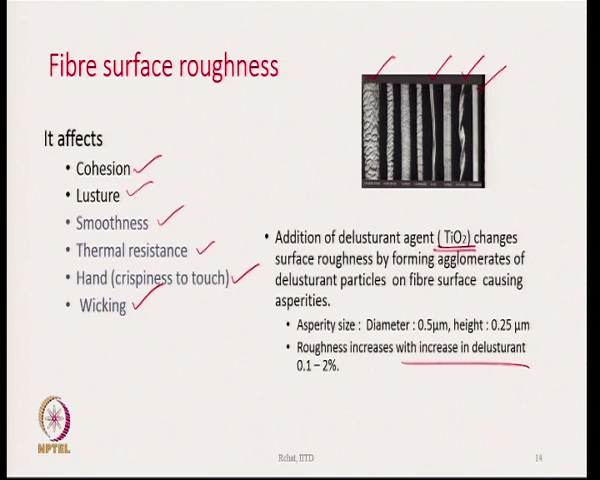 Fibre surface roughness
It affects
• Cohesion
• Lusture
• Smoothness
• Thermal resistance
• Hand (crispiness to touch)
• Wicking
• Addition of delusturant agent ( TiO2) changes
surface roughness by forming agglomerates of
delusturant particles on fibre surface causing
asperities.
• Asperity size : Diameter : 0.5µm, height : 0.25 µm
• Roughness increases with increase in delusturant
0.1 – 2%.
NPTEL
Rchat, IITD
14